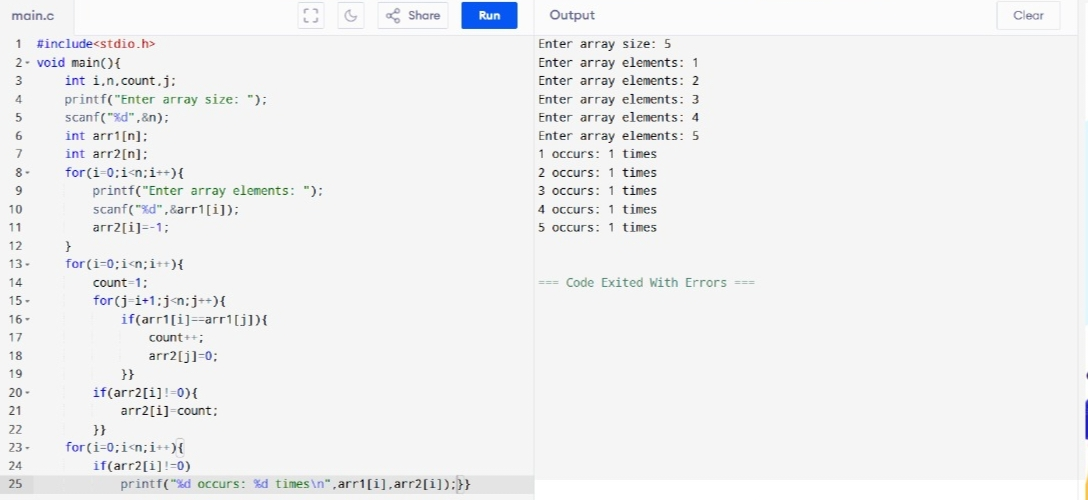 main.c
Share
Run
Output
Clear
1 #include<stdio.h>
2 void main(){
3 int i,n,count,j;
4 printf("Enter array size: ");
5 scanf("%d",&n);
6 int arr1[n];
7 int arr2[n];
8 for(i=0;i<n;i++){
9 printf("Enter array elements: ");
10 scanf("%d",&arr1[i]);
11 arr2[i]=-1;
12 }
13 for(i=0;i<n;i++){
14 count=1;
15 for(j=i+1;j<n;j++){
16 if(arr1[i]==arr1[j]){
17 count++;
18 arr2[j]=0;
19 }}
20 if(arr2[i]!=0){
21 arr2[i]=count;
22 }}
23 for(i=0;i<n;i++){
24 if(arr2[i]!=0)
25 printf("%d occurs: %d times\n",arr1[i],arr2[i]);}}
Enter array size: 5
Enter array elements: 1
Enter array elements: 2
Enter array elements: 3
Enter array elements: 4
Enter array elements: 5
1 occurs: 1 times
2 occurs: 1 times
3 occurs: 1 times
4 occurs: 1 times
5 occurs: 1 times
=== Code Exited With Errors ===